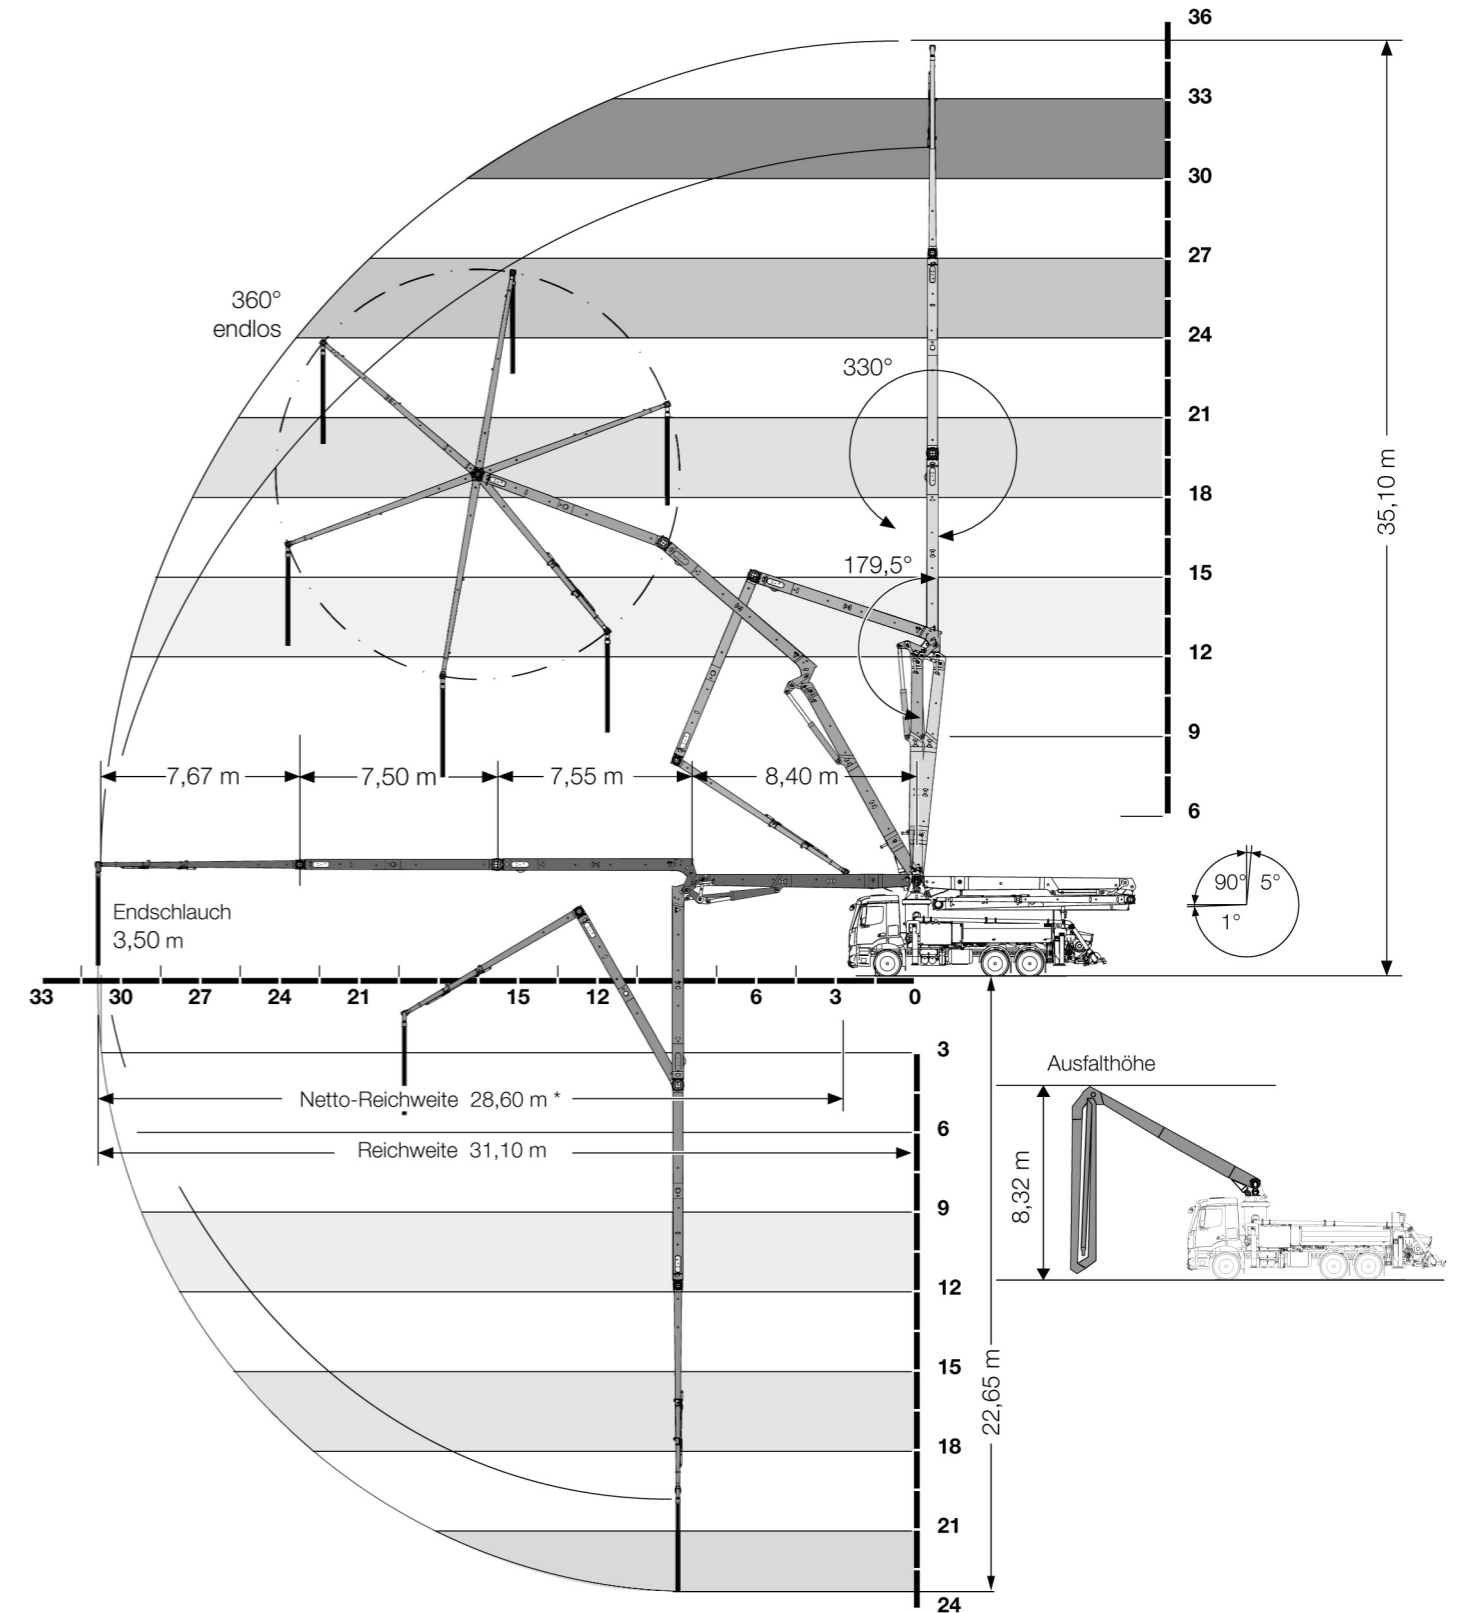 36
33
30
27
360°
endlos
24
330°
21
18
35,10 m
179,5°
15
12
9
7,67 m
7,50 m
7,55 m
8,40 m
6
90°
5°
1°
Endschlauch
3,50 m
33
30
27
24
21
15
12
6
3
0
3
Ausfalthöhe
Netto-Reichweite 28,60 m *
6
Reichweite 31,10 m
8,32 m
9
12
15
22,65 m
18
21
24